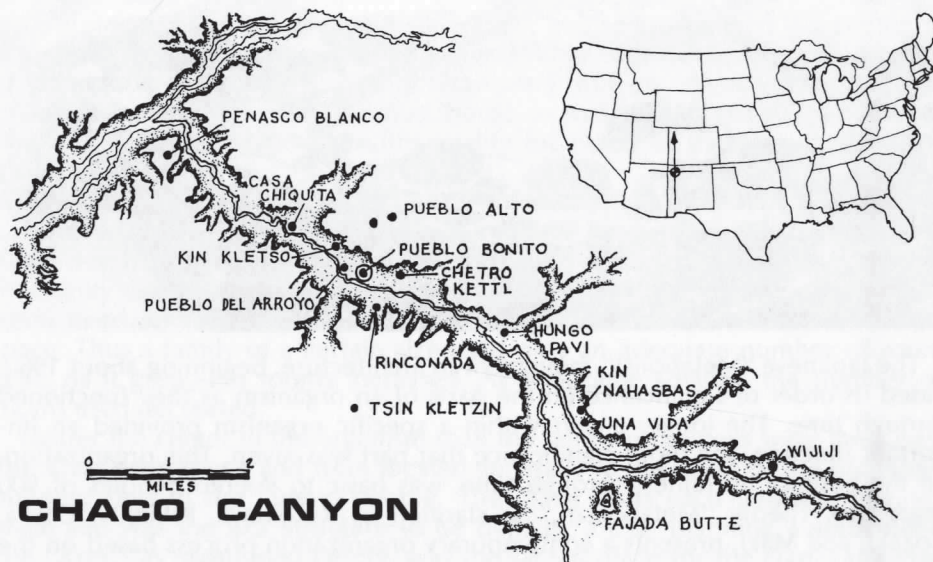 PENASCO BLANCO
CASA
CHIQUITA
PUEBLO ALTO
KIN KLETSO
PUEBLO BONITO
CHETRO
KETTL
PUEBLO DEL ARROYO
HUNGO
PAVI
RINCONADA
KIN
NAHASBAS
TSIN KLETZIN
UNA VIDA
WIJIJI
0 1 2
MILES
FAJADA BUTTE
CHACO CANYON